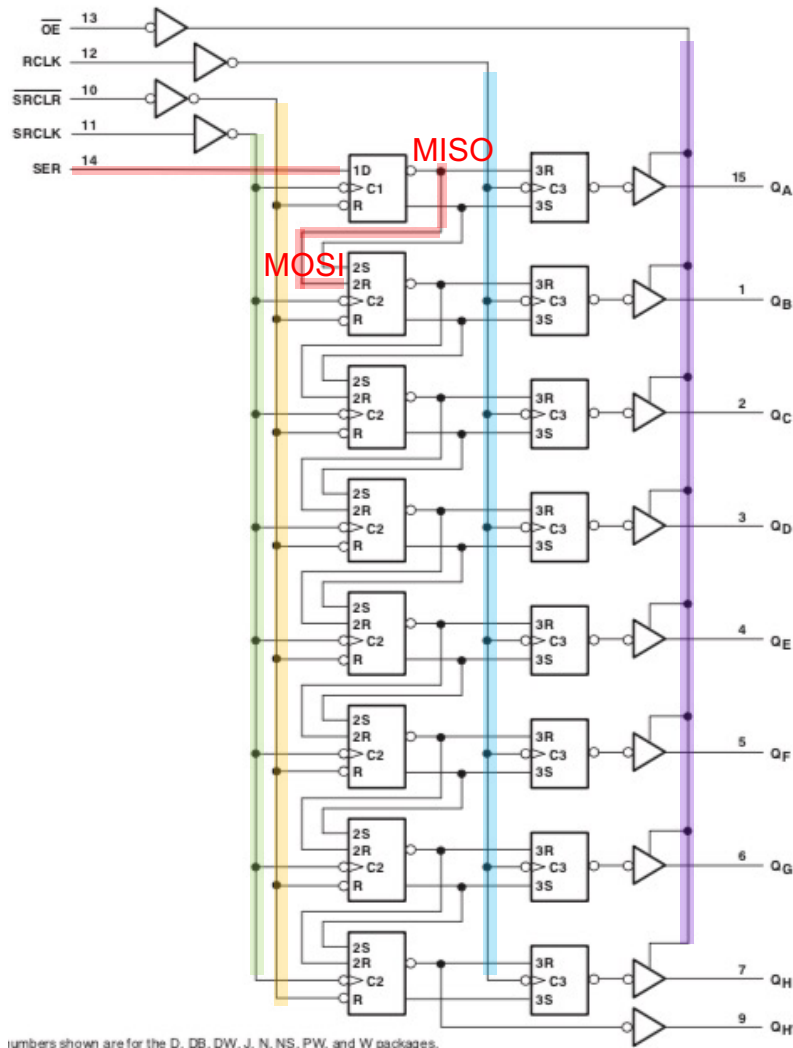 OE 13
RCLK 12
SRCLR 10
SRCLK 11
SER 14
MISO
1D
C1
R
3R
C3
3S
15 QA
MOSI
2S
2R
C2
R
3R
C3
3S
1 QB
2S
2R
C2
R
3R
C3
3S
2 QC
2S
2R
C2
R
3R
C3
3S
3 QD
2S
2R
C2
R
3R
C3
3S
4 QE
2S
2R
C2
R
3R
C3
3S
5 QF
2S
2R
C2
R
3R
C3
3S
6 QG
2S
2R
C2
R
3R
C3
3S
7 QH
9 QH
umbers shown are for the D, DB, DW, J, N, NS, PW, and W packages.